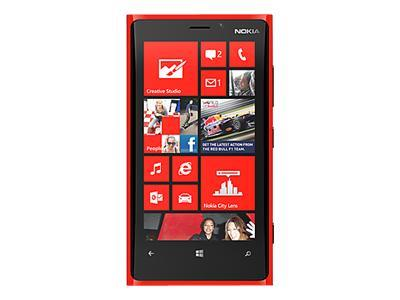 NOKIA
2
1
Creative Studio
People
GET THE LATEST ACTION FROM
THE RED BULL F1 TEAM.
Nokia City Lens